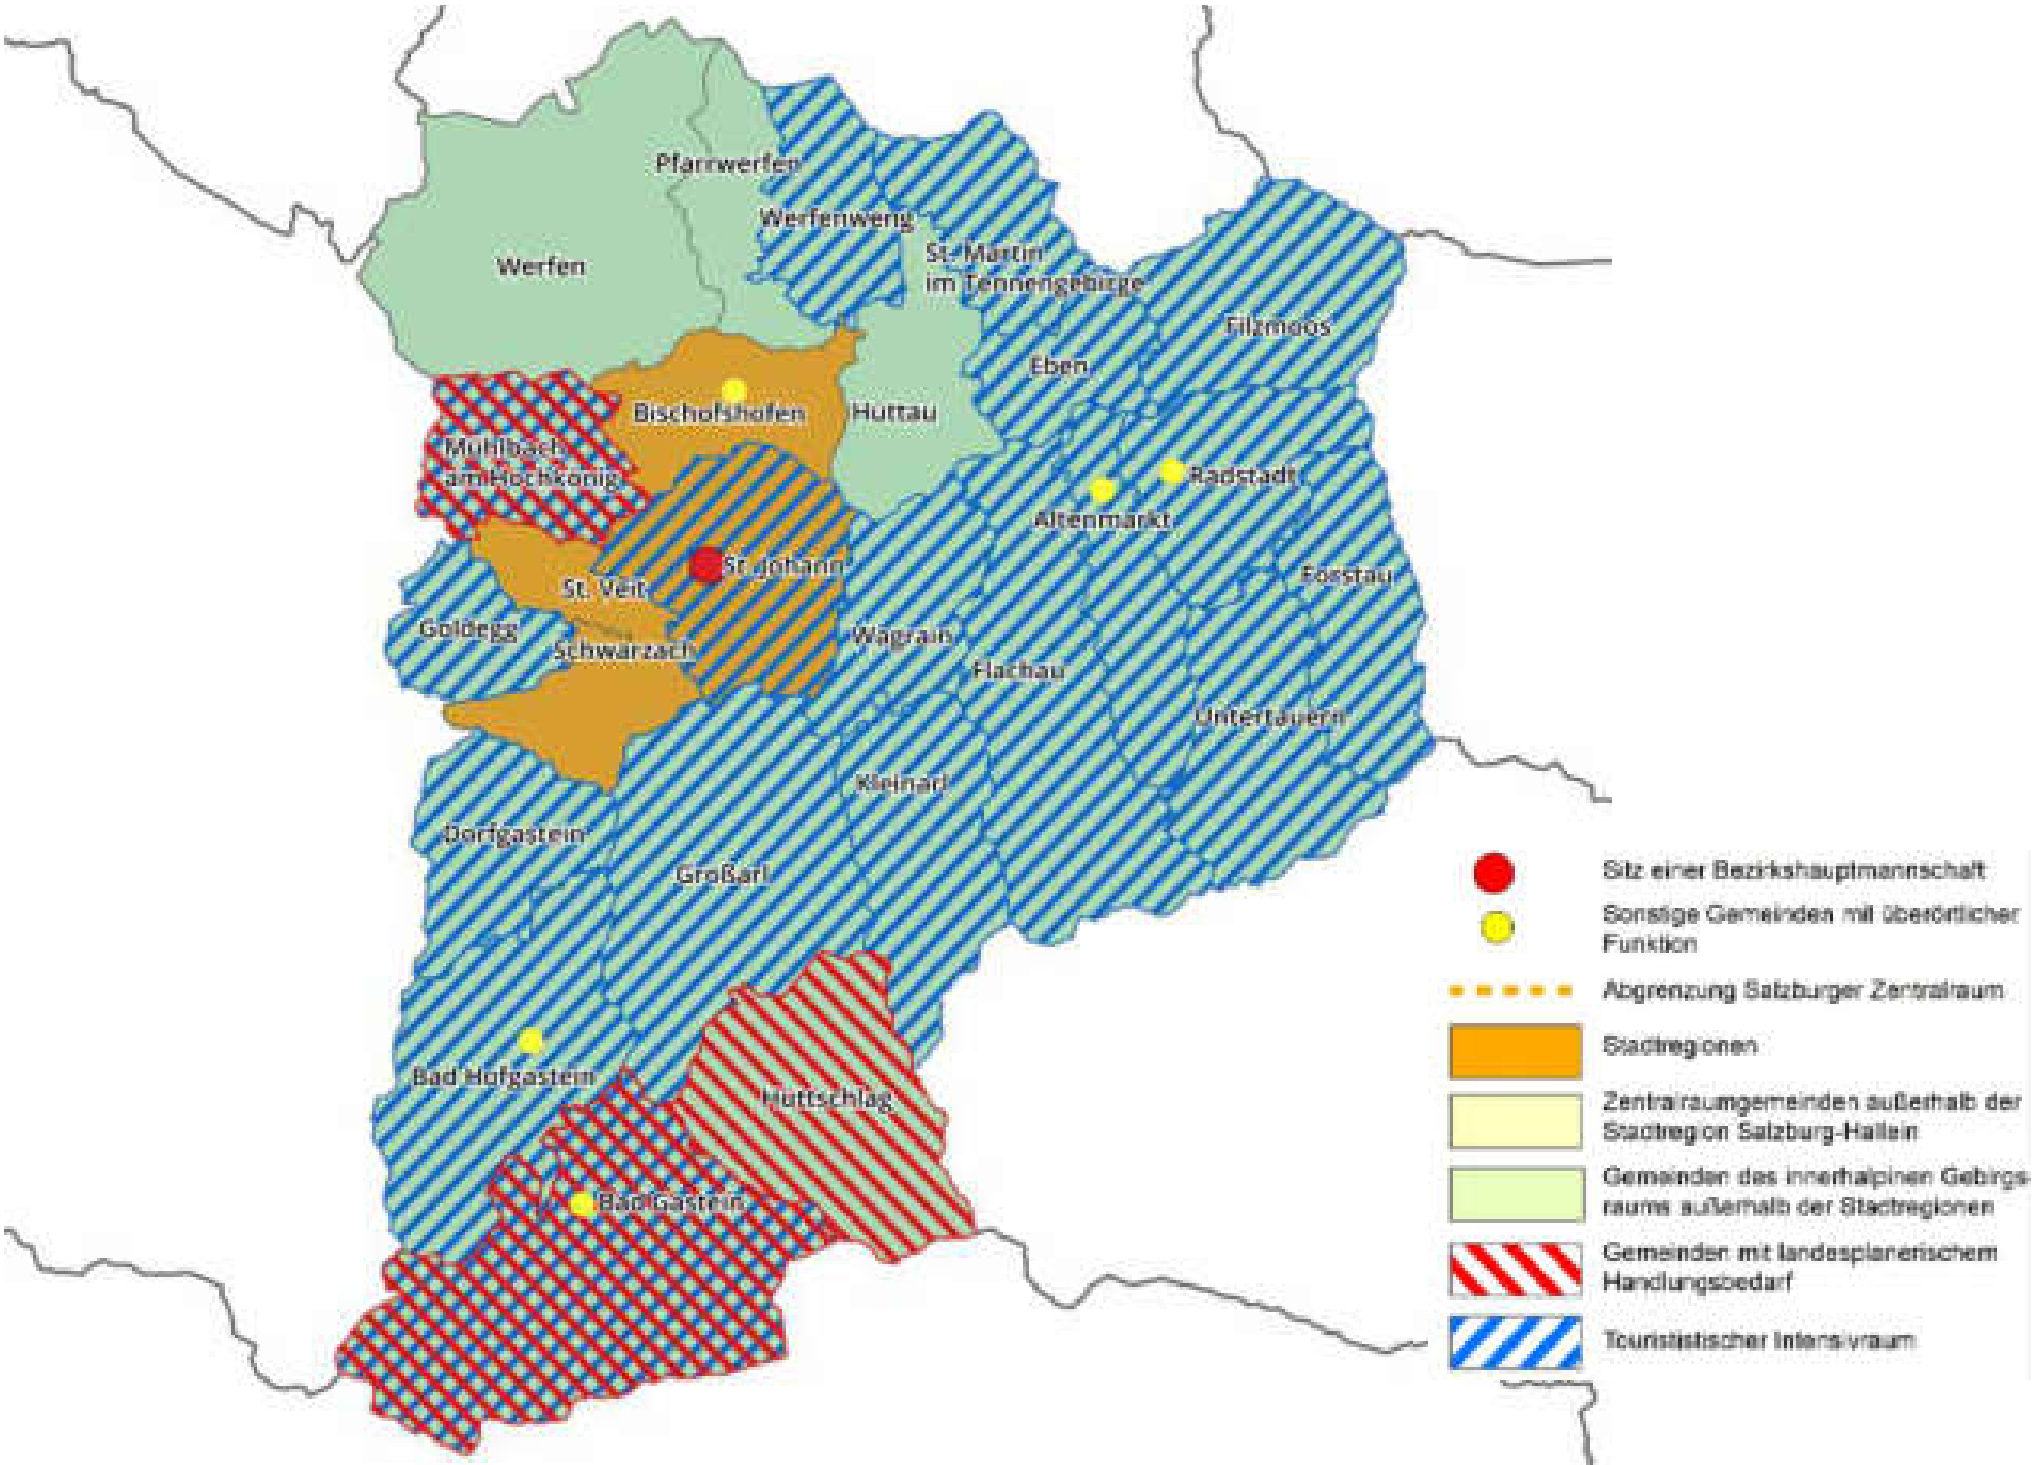 Pfarrwerfen
Werfenweng
Werfen
St. Martin
im Tennengebirge
Filzmoos
Eben
Bischofshofen
Hüttau
Mühlbach
am Hochkönig
Radstadt
Altenmarkt
St. Johann
St. Veit
Forstau
Goldegg
Schwarzach
Wagrain
Flachau
Untertauern
Kleinarl
Dorfgastein
Großarl
Bad Hofgastein
Hüttschlag
Bad Gastein
Sitz einer Bezirkshauptmannschaft
Sonstige Gemeinden mit überörtlicher
Funktion
Abgrenzung Salzburger Zentralraum
Stadtregionen
Zentralraumgemeinden außerhalb der
Stadtregion Salzburg-Hallein
Gemeinden des innerhalpinen Gebirgs-
raums außerhalb der Stadtregionen
Gemeinden mit landesplanerischem
Handlungsbedarf
Tourististischer Intensivraum